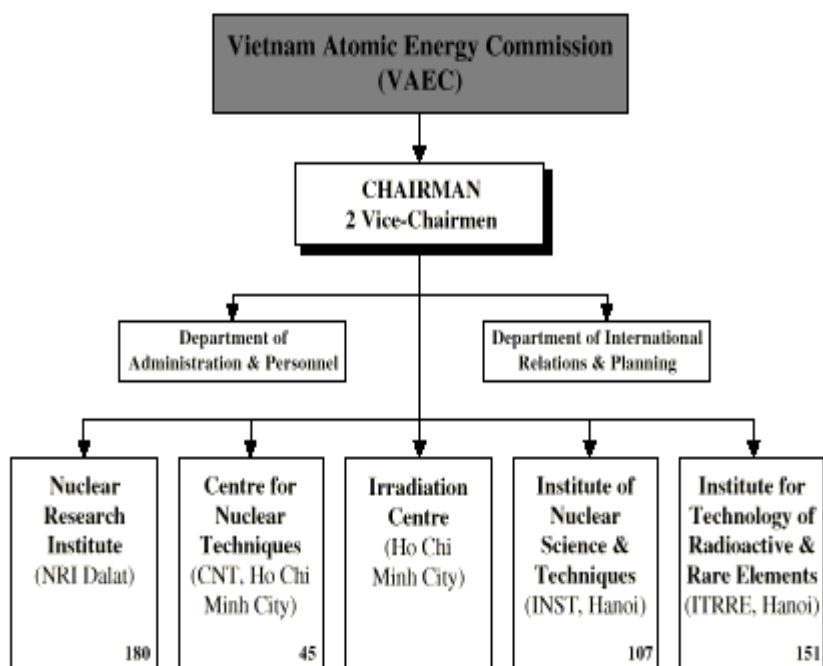 Vietnam Atomic Energy Commission
(VAEC)
CHAIRMAN
2 Vice-Chairmen
Department of
Administration & Personnel
Department of International
Relations & Planning
Nuclear
Research
Institute
(NRI Dalat)
180
Centre for
Nuclear
Techniques
(CNT, Ho Chi
Minh City)
45
Irradiation
Centre
(Ho Chi
Minh City)
Institute of
Nuclear
Science &
Techniques
(INST, Hanoi)
107
Institute for
Technology of
Radioactive &
Rare Elements
(ITRRE, Hanoi)
151